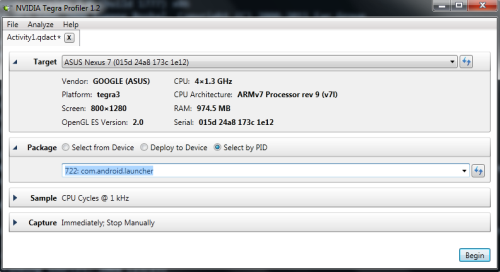 NVIDIA Tegra Profiler 1.2
File Analyze Help
Activity1.qdact * x
Target ASUS Nexus 7 (015d 24a8 173c 1e12)
Vendor: GOOGLE (ASUS) CPU: 4×1.3 GHz
Platform: tegra3 CPU Architecture: ARMv7 Processor rev 9 (v7l)
Screen: 800×1280 RAM: 974.5 MB
OpenGL ES Version: 2.0 Serial: 015d 24a8 173c 1e12
Package Select from Device Deploy to Device Select by PID
722: com.android.launcher
Sample CPU Cycles @ 1 kHz
Capture Immediately; Stop Manually
Begin